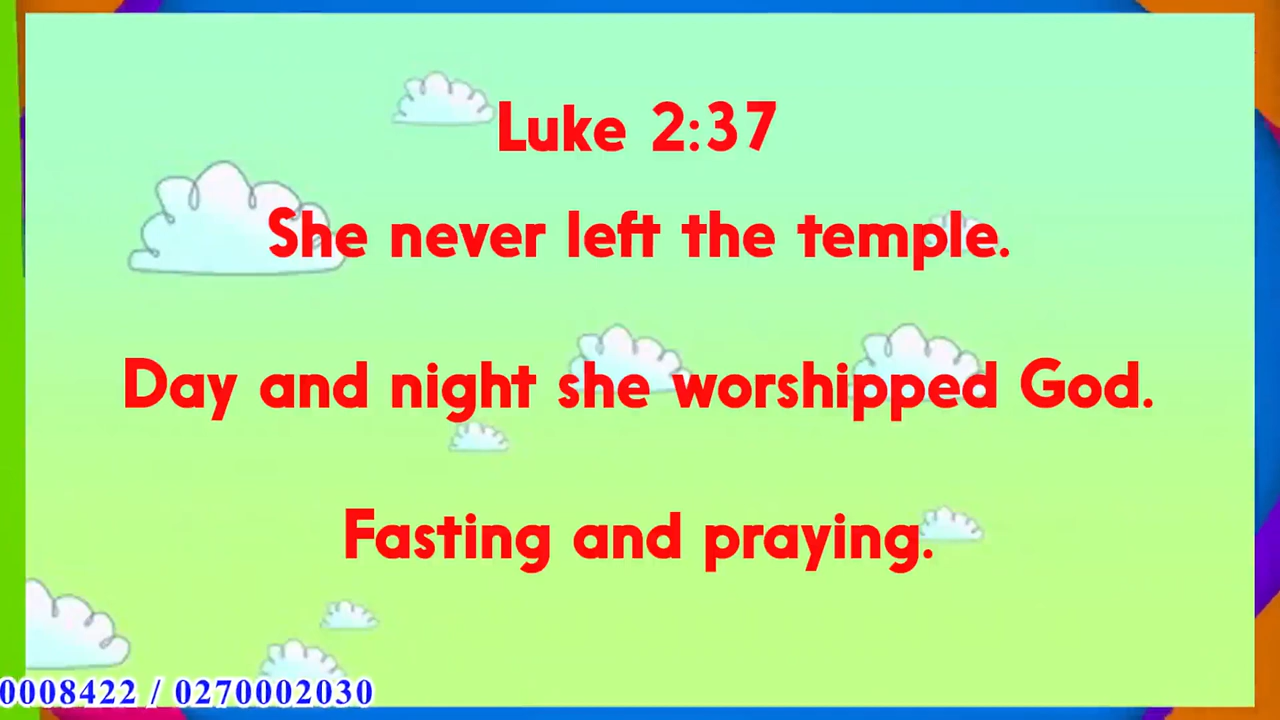 Luke 2:37
She never left the temple.
Day and night she worshipped God.
Fasting and praying.
0008422 / 0270002030